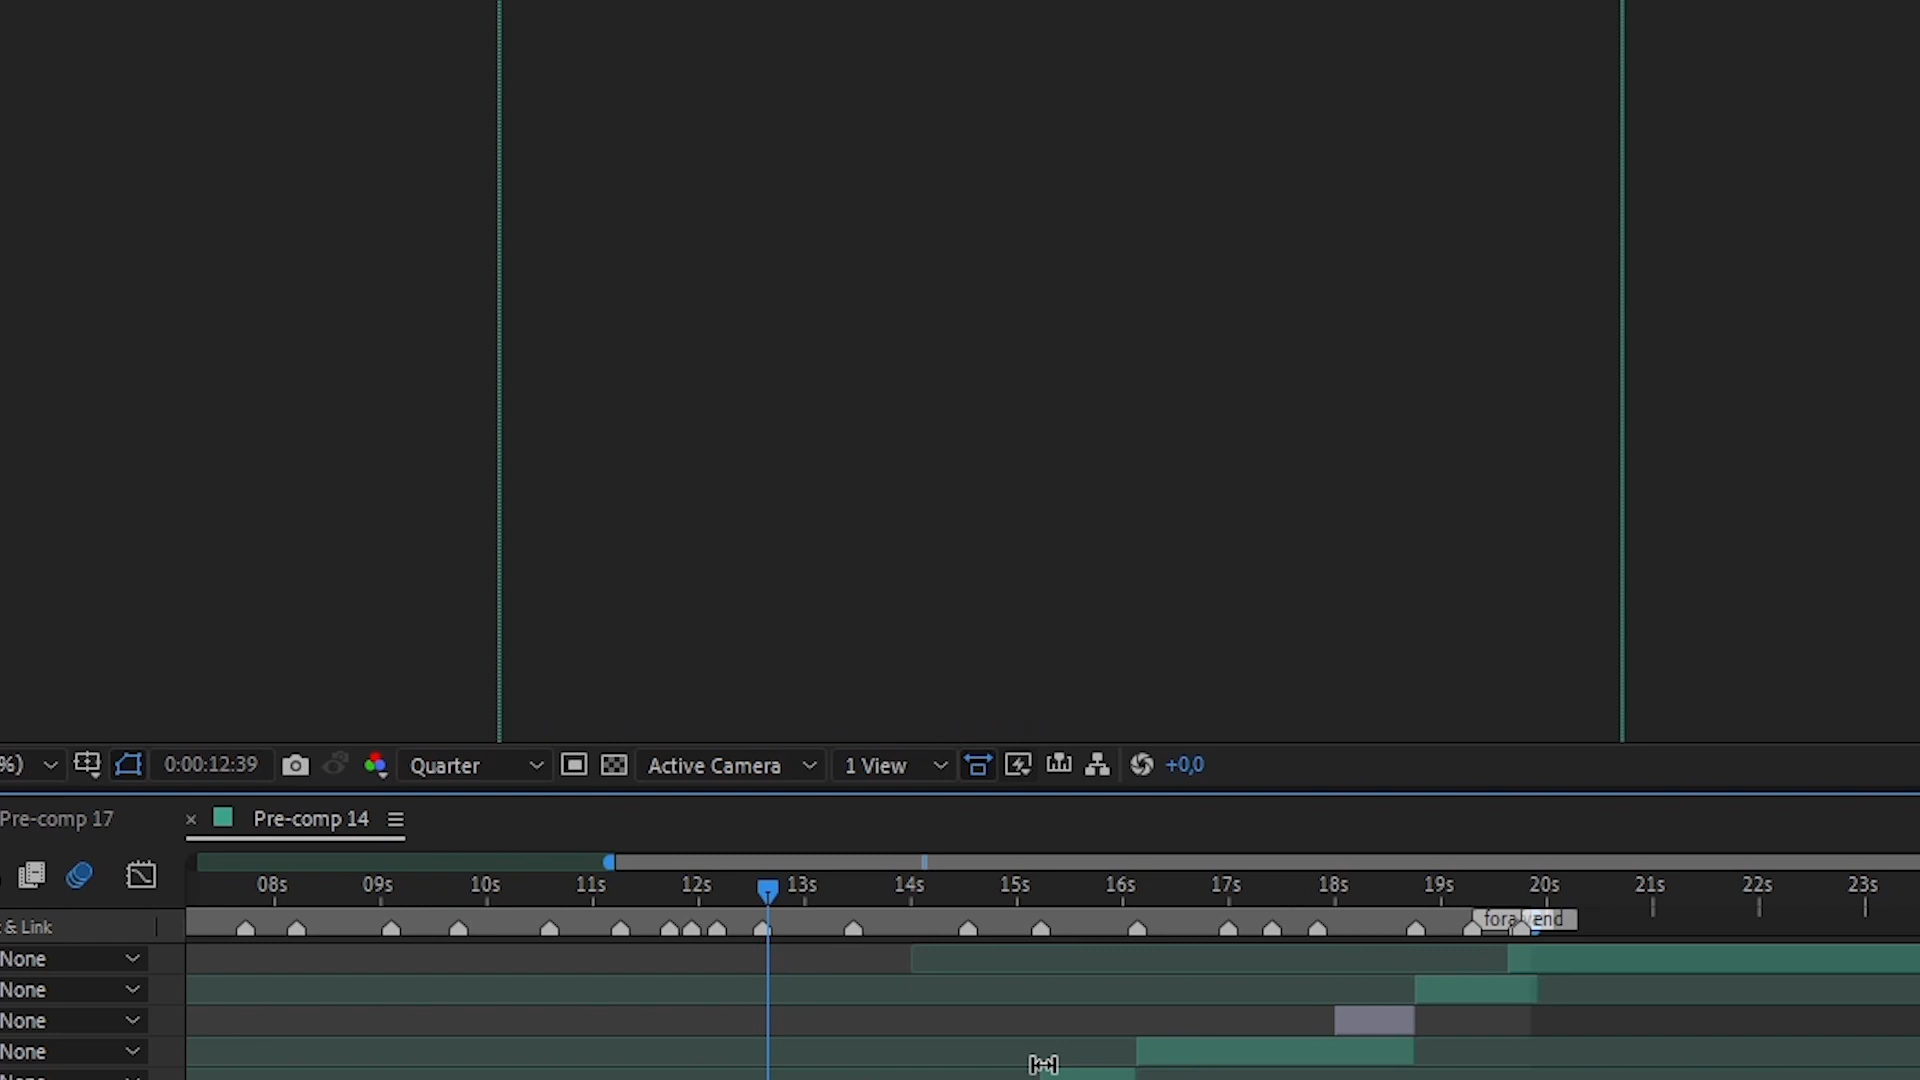 %) 0:00:12:39 Quarter Active Camera 1 View +0,0
Pre-comp 17 × Pre-comp 14
08s 09s 10s 11s 12s 13s 14s 15s 16s 17s 18s 19s 20s 21s 22s 23s
& Link end
None
None
None
None